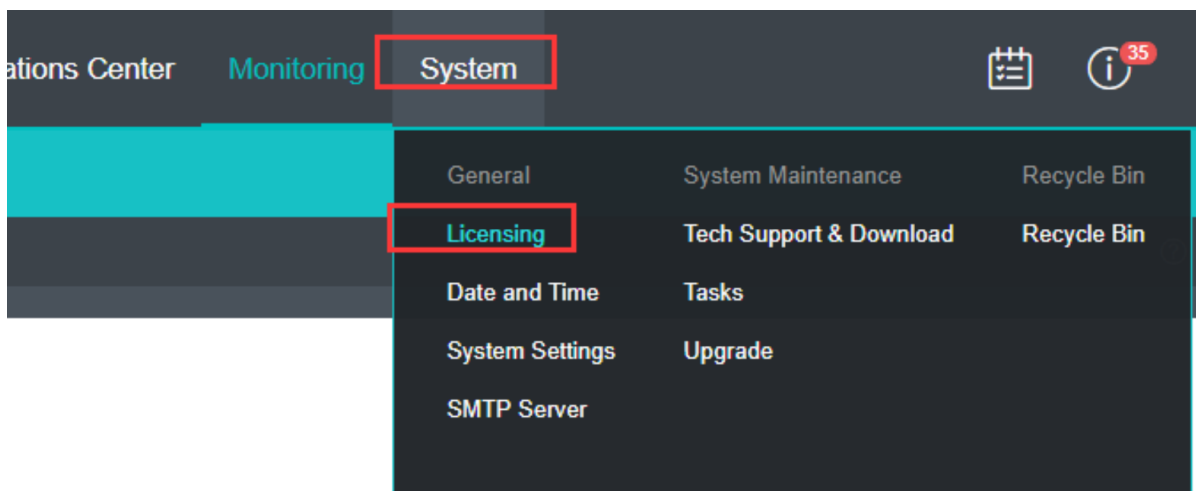 ations Center Monitoring System 35
General System Maintenance Recycle Bin
Licensing Tech Support & Download Recycle Bin
Date and Time Tasks
System Settings Upgrade
SMTP Server